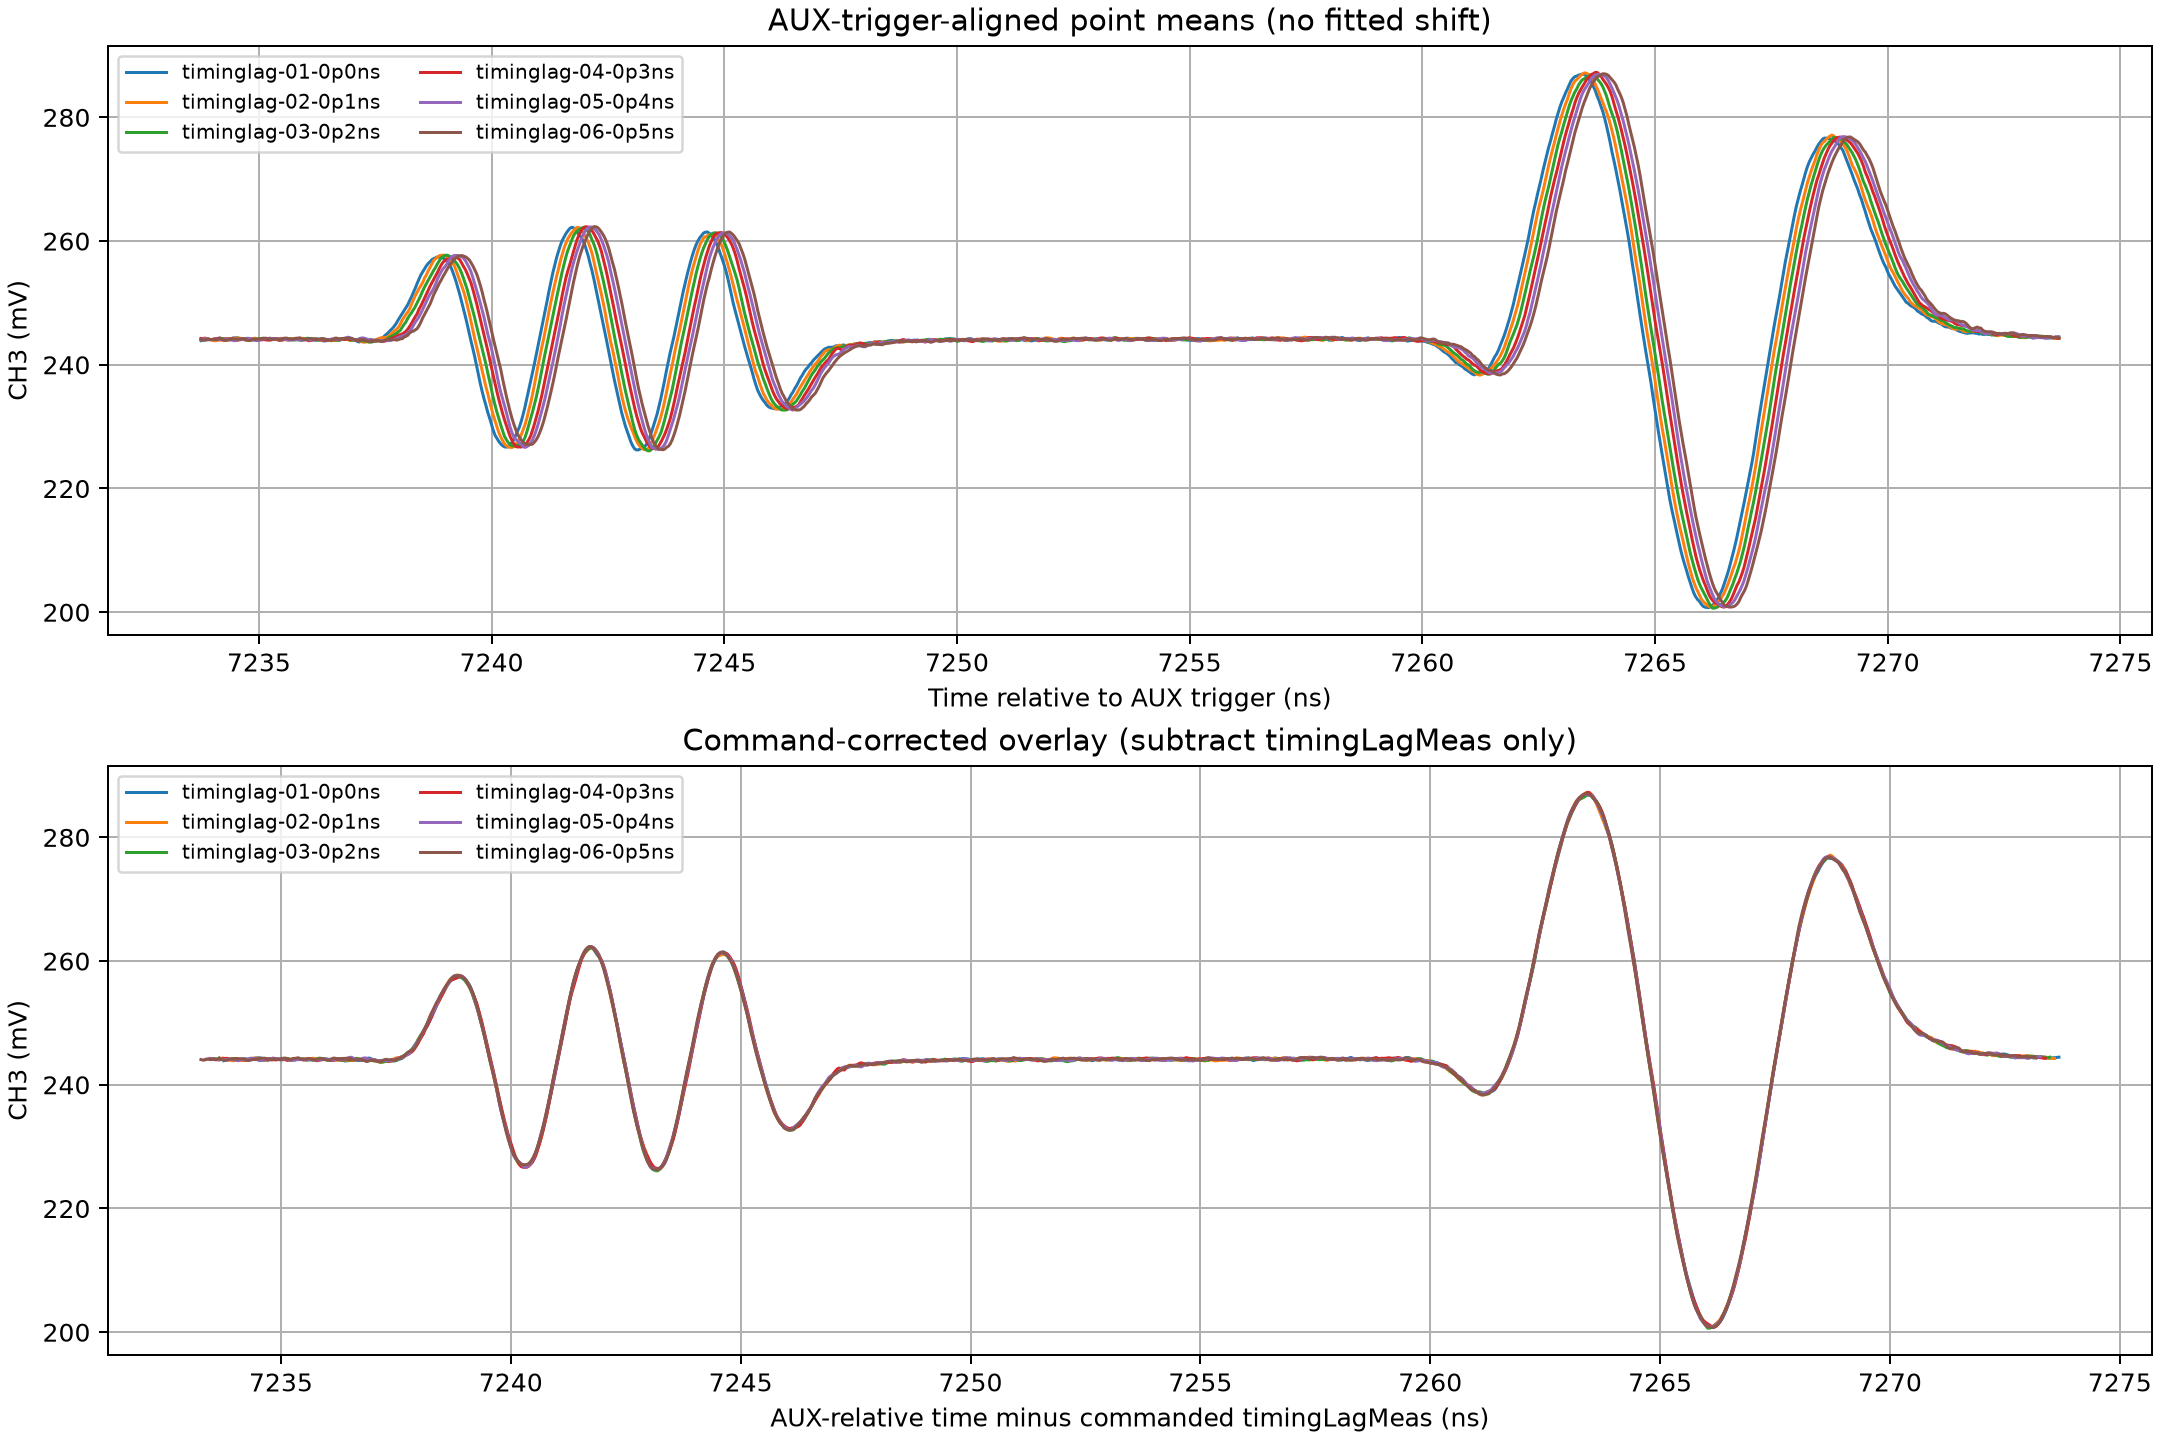 AUX-trigger-aligned point means (no fitted shift)
timinglag-01-0p0ns timinglag-04-0p3ns
timinglag-02-0p1ns timinglag-05-0p4ns
timinglag-03-0p2ns timinglag-06-0p5ns
280
260
240
220
200
CH3 (mV)
7235 7240 7245 7250 7255 7260 7265 7270 7275
Time relative to AUX trigger (ns)
Command-corrected overlay (subtract timingLagMeas only)
timinglag-01-0p0ns timinglag-04-0p3ns
timinglag-02-0p1ns timinglag-05-0p4ns
timinglag-03-0p2ns timinglag-06-0p5ns
280
260
240
220
200
CH3 (mV)
7235 7240 7245 7250 7255 7260 7265 7270 7275
AUX-relative time minus commanded timingLagMeas (ns)